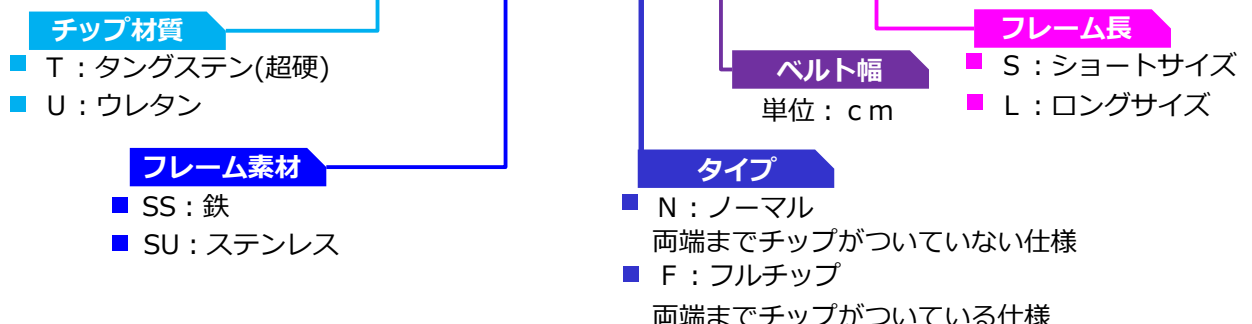 チップ材質
T：タングステン(超硬)
U：ウレタン
フレーム素材
SS：鉄
SU：ステンレス
タイプ
N：ノーマル
両端までチップがついていない仕様
F：フルチップ
両端までチップがついている仕様
ベルト幅
単位：ｃｍ
フレーム長
S：ショートサイズ
L：ロングサイズ